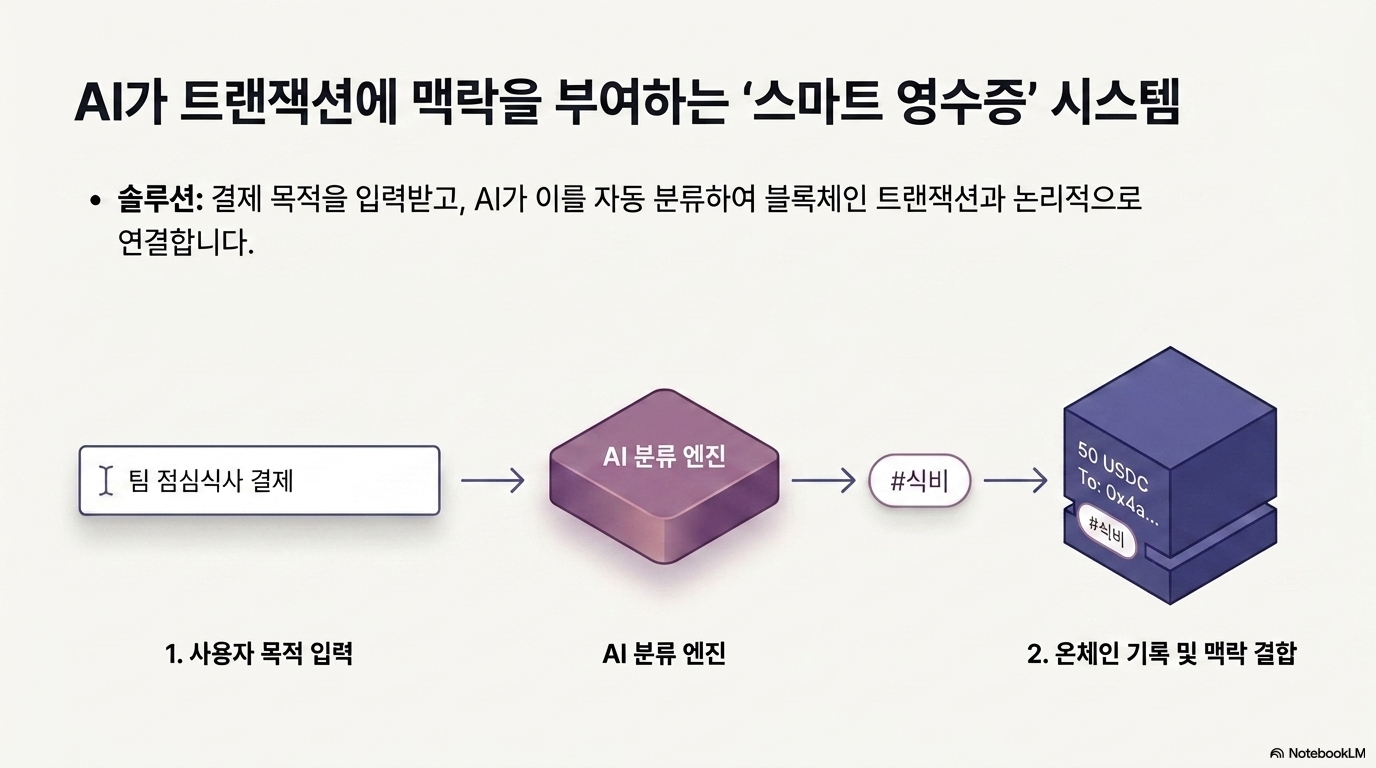 AI가 트랜잭션에 맥락을 부여하는 ‘스마트 영수증’ 시스템
• 솔루션: 결제 목적을 입력받고, AI가 이를 자동 분류하여 블록체인 트랜잭션과 논리적으로
연결합니다.
팀 점심식사 결제
AI 분류 엔진
#식비
50 USDC
To: 0x4a...
#식비
1. 사용자 목적 입력
AI 분류 엔진
2. 온체인 기록 및 맥락 결합
NotebookLM